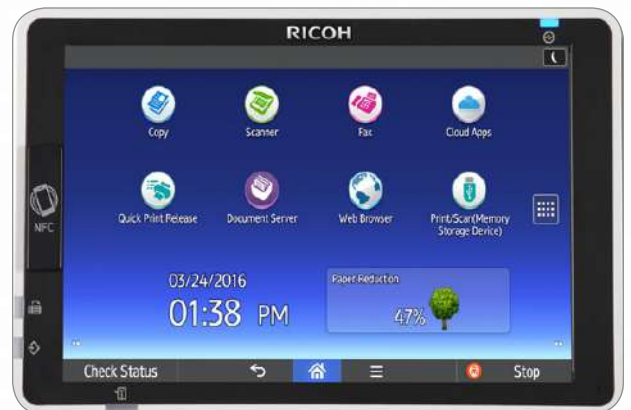 RICOH
Copy
Scanner
Fax
Cloud Apps
Quick Print Release
Document Server
Web Browser
Print/Scan(Memory
Storage Device)
NFC
03/24/2016
01:38 PM
Paper Reduction
47%
Check Status
Stop